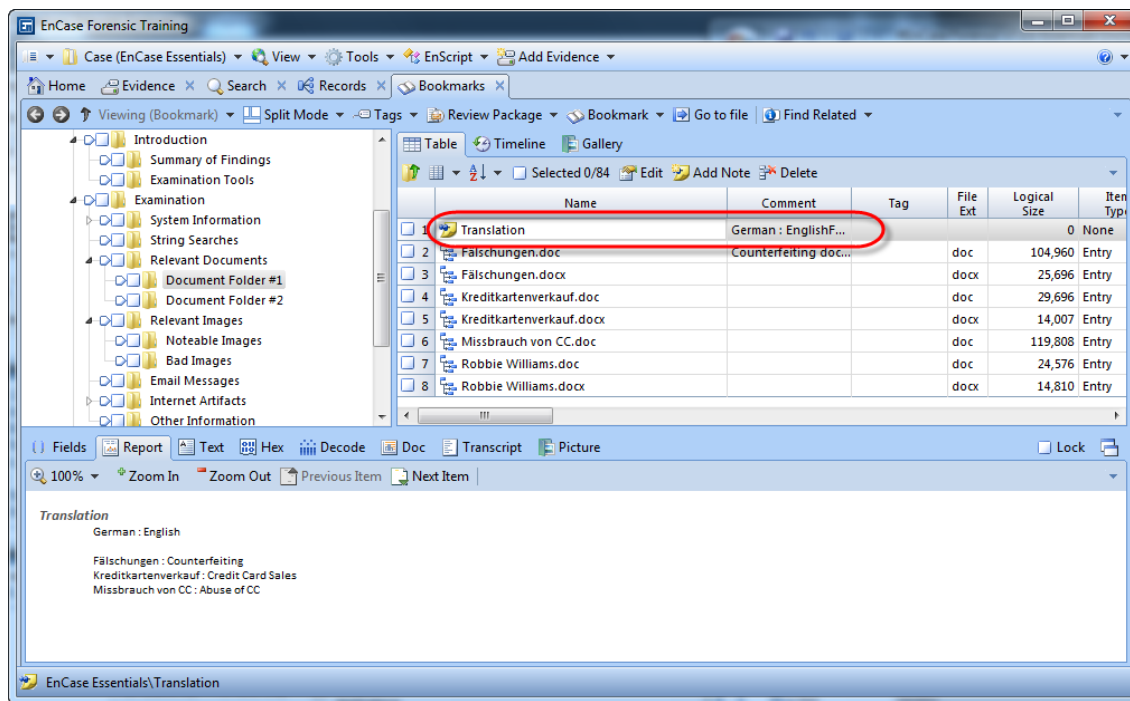 EnCase Forensic Training
Case (EnCase Essentials) View Tools EnScript Add Evidence
Home Evidence Search Records Bookmarks
Viewing (Bookmark) Split Mode Tags Review Package Bookmark Go to file Find Related
Introduction
Summary of Findings
Examination Tools
Examination
System Information
String Searches
Relevant Documents
Document Folder #1
Document Folder #2
Relevant Images
Noteable Images
Bad Images
Email Messages
Internet Artifacts
Other Information
Table Timeline Gallery
Selected 0/84 Edit Add Note Delete
Name Comment Tag File Ext Logical Size Item
1 Translation German : EnglishF... 0 None
2 Fälschungen.doc Counterfeiting doc... doc 104,960 Entry
3 Fälschungen.docx docx 25,696 Entry
4 Kreditkartenverkauf.doc doc 29,696 Entry
5 Kreditkartenverkauf.docx docx 14,007 Entry
6 Missbrauch von CC.doc doc 119,808 Entry
7 Robbie Williams.doc doc 24,576 Entry
8 Robbie Williams.docx docx 14,810 Entry
Fields Report Text Hex Decode Doc Transcript Picture Lock
100% Zoom In Zoom Out Previous Item Next Item
Translation
German : English
Fälschungen : Counterfeiting
Kreditkartenverkauf : Credit Card Sales
Missbrauch von CC : Abuse of CC
EnCase Essentials\Translation